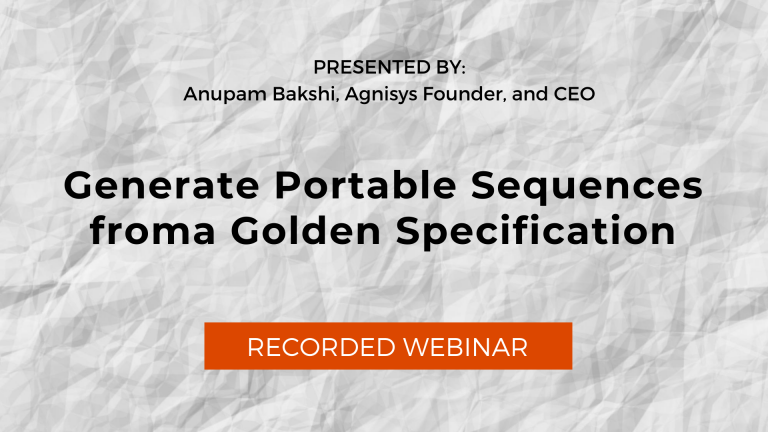 PRESENTED BY:
Anupam Bakshi, Agnisys Founder, and CEO
Generate Portable Sequences
froma Golden Specification
RECORDED WEBINAR